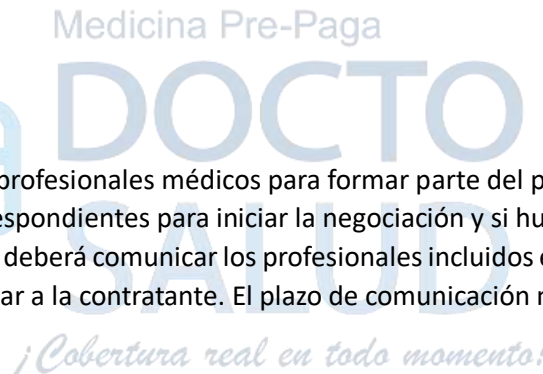 Medicina Pre-Paga
DOCTO
profesionales médicos para formar parte del p
espondientes para iniciar la negociación y si hu
deberá comunicar los profesionales incluidos
ar a la contratante. El plazo de comunicación
SALUD
¡Cobertura real en todo momento!